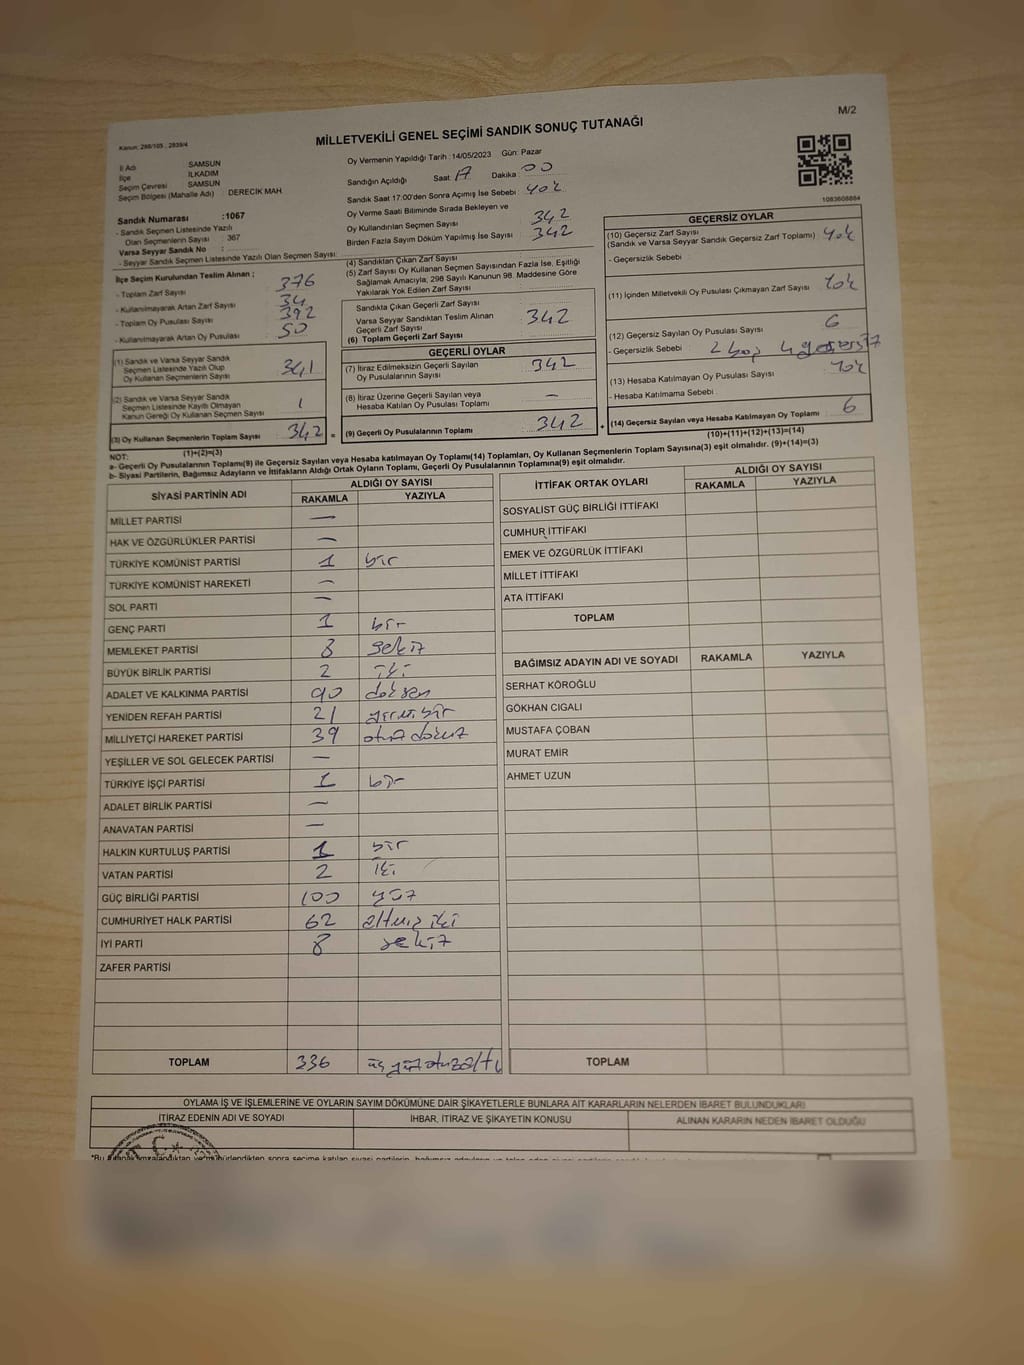 M/2
MİLLETVEKİLİ GENEL SEÇİMİ SANDIK SONUÇ TUTANAĞI
Kanun: 298/105 , 2839/4
İl Adı SAMSUN
İlçe İLKADIM
Seçim Çevresi SAMSUN
Seçim Bölgesi (Mahalle Adı) DERECİK MAH
Sandık Numarası :1067
- Sandık Seçmen Listesinde Yazılı
Olan Seçmenlerin Sayısı : 367
Varsa Seyyar Sandık No :
- Seyyar Sandık Seçmen Listesinde Yazılı Olan Seçmen Sayısı:
Oy Vermenin Yapıldığı Tarih :14/05/2023 Gün: Pazar
Sandığın Açıldığı Saat: 17 Dakika 00
Sandık Saat 17:00'den Sonra Açımış İse Sebebi : yok
Oy Verme Saati Bitiminde Sırada Bekleyen ve
Oy Kullandırılan Seçmen Sayısı 342
Birden Fazla Sayım Döküm Yapılmış İse Sayısı 342
1083608884
İlçe Seçim Kurulundan Teslim Alınan ;
- Toplam Zarf Sayısı 376
- Kullanılmayarak Artan Zarf Sayısı 34
- Toplam Oy Pusulası Sayısı 392
- Kullanılmayarak Artan Oy Pusulası 50
(1) Sandık ve Varsa Seyyar Sandık
Seçmen Listesinde Yazılı Olup
Oy Kullanan Seçmenlerin Sayısı 341
(2) Sandık ve Varsa Seyyar Sandık
Seçmen Listesinde Kayıtlı Olmayan
Kanun Gereği Oy Kullanan Seçmen Sayısı 1
(3) Oy Kullanan Seçmenlerin Toplam Sayısı 342 =
(1)+(2)=(3)
(4) Sandıktan Çıkan Zarf Sayısı
(5) Zarf Sayısı Oy Kullanan Seçmen Sayısından Fazla İse, Eşitliği
Sağlamak Amacıyla, 298 Sayılı Kanunun 98. Maddesine Göre
Yakılarak Yok Edilen Zarf Sayısı
Sandıkta Çıkan Geçerli Zarf Sayısı
Varsa Seyyar Sandıktan Teslim Alınan
Geçerli Zarf Sayısı 342
(6) Toplam Geçerli Zarf Sayısı
GEÇERLİ OYLAR
(7) İtiraz Edilmeksizin Geçerli Sayılan
Oy Pusulalarının Sayısı 342
(8) İtiraz Üzerine Geçerli Sayılan veya
Hesaba Katılan Oy Pusulası Toplamı —
(9) Geçerli Oy Pusulalarının Toplamı 342 +
GEÇERSİZ OYLAR
(10) Geçersiz Zarf Sayısı
(Sandık ve Varsa Seyyar Sandık Geçersiz Zarf Toplamı) yok
- Geçersizlik Sebebi
(11) İçinden Milletvekili Oy Pusulası Çıkmayan Zarf Sayısı yok
(12) Geçersiz Sayılan Oy Pusulası Sayısı 6
- Geçersizlik Sebebi 2 boş 4 geçersiz
(13) Hesaba Katılmayan Oy Pusulası Sayısı yok
- Hesaba Katılmama Sebebi
(14) Geçersiz Sayılan veya Hesaba Katılmayan Oy Toplamı 6
(10)+(11)+(12)+(13)=(14)
NOT:
a- Geçerli Oy Pusulalarının Toplamı(9) ile Geçersiz Sayılan veya Hesaba katılmayan Oy Toplamı(14) Toplamları, Oy Kullanan Seçmenlerin Toplam Sayısına(3) eşit olmalıdır. (9)+(14)=(3)
b- Siyasi Partilerin, Bağımsız Adayların ve İttifakların Aldığı Ortak Oyların Toplamı, Geçerli Oy Pusulalarının Toplamına(9) eşit olmalıdır.
SİYASİ PARTİNİN ADI ALDIĞI OY SAYISI
RAKAMLA YAZIYLA
MİLLET PARTİSİ —
HAK VE ÖZGÜRLÜKLER PARTİSİ —
TÜRKİYE KOMÜNİST PARTİSİ 1 bir
TÜRKİYE KOMÜNİST HAREKETİ —
SOL PARTİ —
GENÇ PARTİ 1 bir
MEMLEKET PARTİSİ 8 sekiz
BÜYÜK BİRLİK PARTİSİ 2 iki
ADALET VE KALKINMA PARTİSİ 90 doksan
YENİDEN REFAH PARTİSİ 21 yirmi bir
MİLLİYETÇİ HAREKET PARTİSİ 39 otuz dokuz
YEŞİLLER VE SOL GELECEK PARTİSİ —
TÜRKİYE İŞÇİ PARTİSİ 1 bir
ADALET BİRLİK PARTİSİ —
ANAVATAN PARTİSİ —
HALKIN KURTULUŞ PARTİSİ 1 bir
VATAN PARTİSİ 2 iki
GÜÇ BİRLİĞİ PARTİSİ 100 yüz
CUMHURİYET HALK PARTİSİ 62 altmış iki
İYİ PARTİ 8 sekiz
ZAFER PARTİSİ
TOPLAM 336 üç yüz otuz altı
İTTİFAK ORTAK OYLARI ALDIĞI OY SAYISI
RAKAMLA YAZIYLA
SOSYALİST GÜÇ BİRLİĞİ İTTİFAKI
CUMHUR İTTİFAKI
EMEK VE ÖZGÜRLÜK İTTİFAKI
MİLLET İTTİFAKI
ATA İTTİFAKI
TOPLAM
BAĞIMSIZ ADAYIN ADI VE SOYADI RAKAMLA YAZIYLA
SERHAT KÖROĞLU
GÖKHAN CIGALI
MUSTAFA ÇOBAN
MURAT EMİR
AHMET UZUN
TOPLAM
OYLAMA İŞ VE İŞLEMLERİNE VE OYLARIN SAYIM DÖKÜMÜNE DAİR ŞİKAYETLERLE BUNLARA AİT KARARLARIN NELERDEN İBARET BULUNDUKLARI
İTİRAZ EDENİN ADI VE SOYADI İHBAR, İTİRAZ VE ŞİKAYETİN KONUSU ALINAN KARARIN NEDEN İBARET OLDUĞU